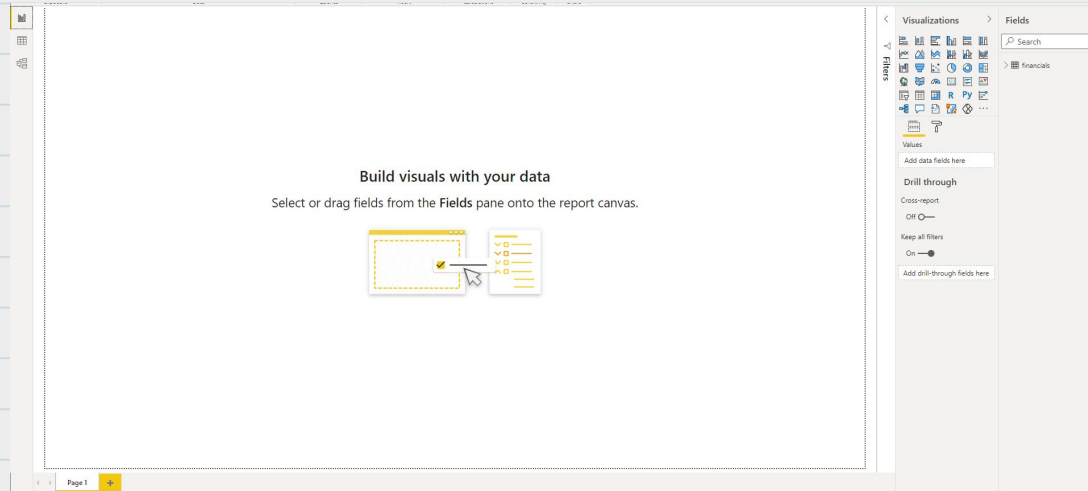 Visualizations
Fields
Search
Filters
financials
R
Py
Values
Add data fields here
Build visuals with your data
Drill through
Select or drag fields from the Fields pane onto the report canvas.
Cross-report
Off
Keep all filters
On
Add drill-through fields here
Page 1